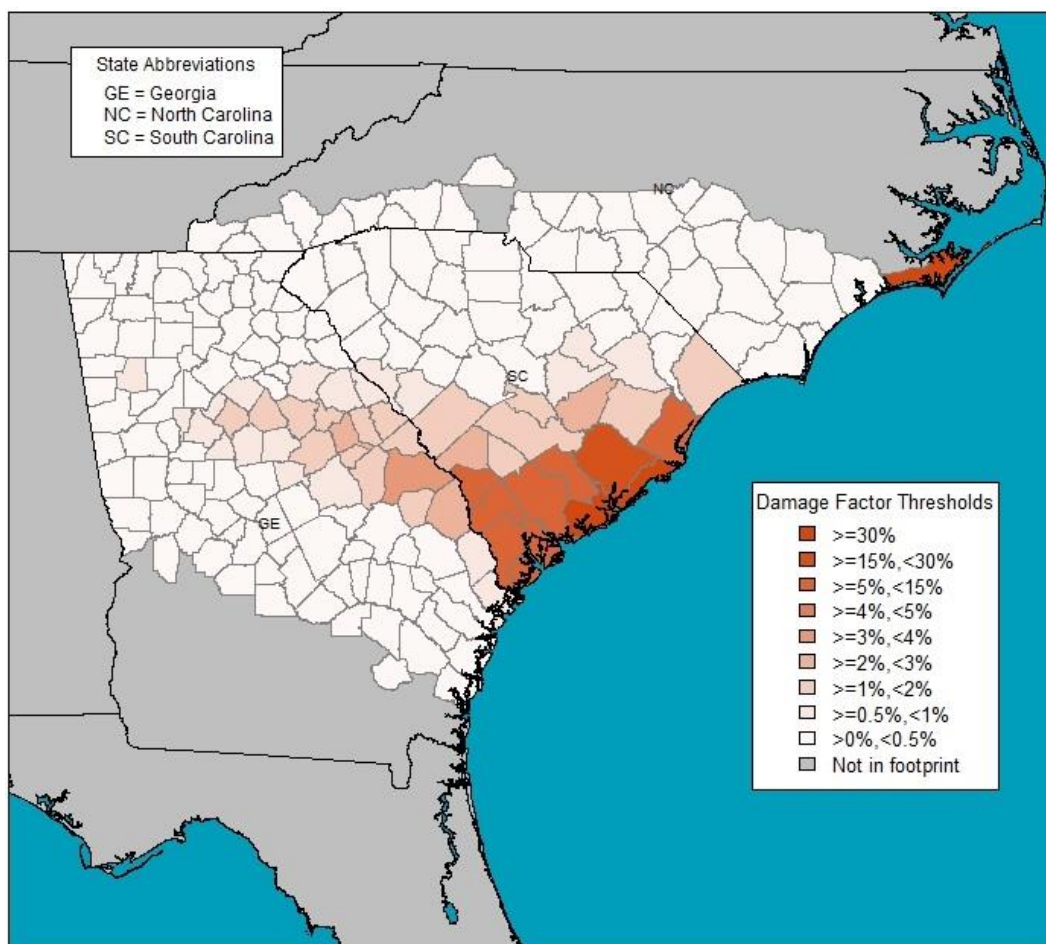 State Abbreviations
GE = Georgia
NC = North Carolina
SC = South Carolina
NC
SC
GE
Damage Factor Thresholds
>=30%
>=15%,<30%
>=5%,<15%
>=4%,<5%
>=3%,<4%
>=2%,<3%
>=1%,<2%
>=0.5%,<1%
>0%,<0.5%
Not in footprint